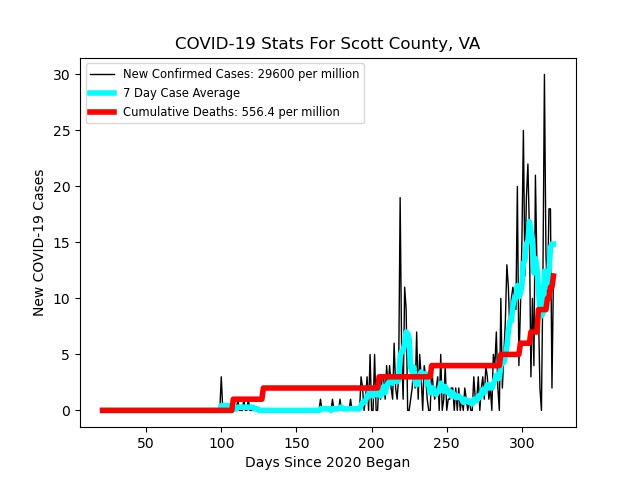 COVID-19 Stats For Scott County, VA
New Confirmed Cases: 29600 per million
7 Day Case Average
Cumulative Deaths: 556.4 per million
New COVID-19 Cases
30
25
20
15
10
5
0
50
100
150
200
250
300
Days Since 2020 Began